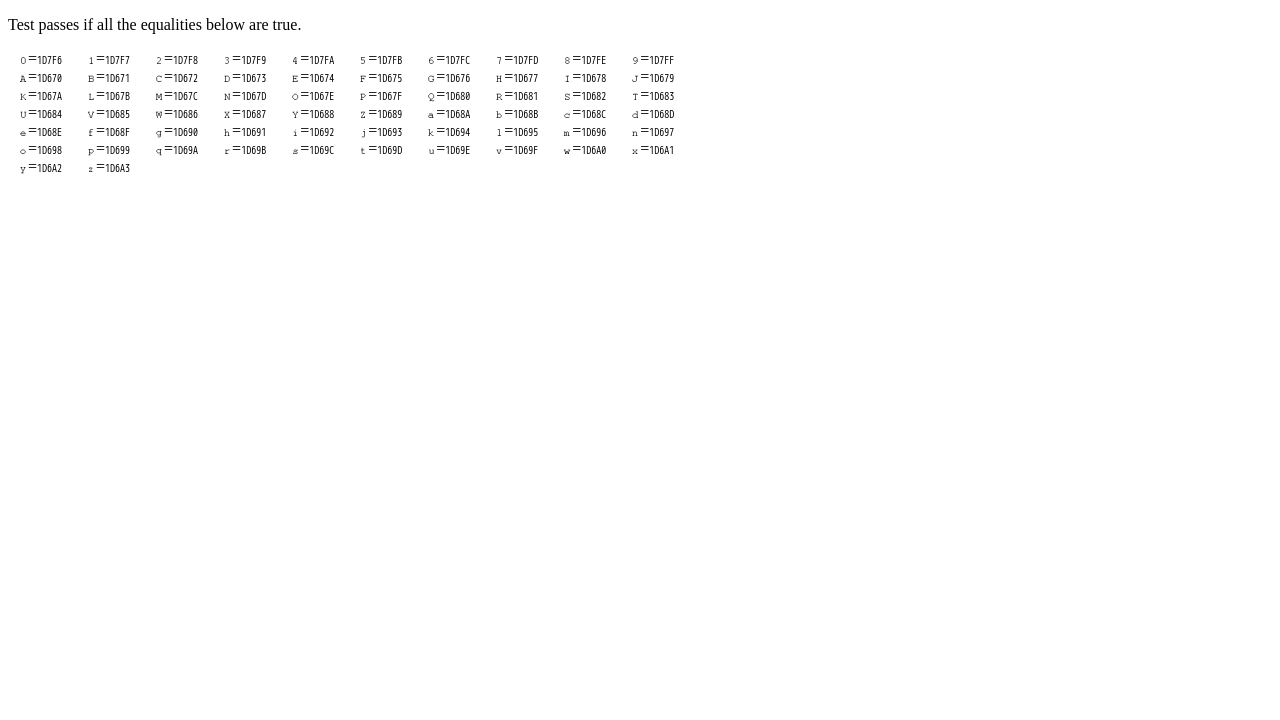 Test passes if all the equalities below are true.
0=1D7F6 1=1D7F7 2=1D7F8 3=1D7F9 4=1D7FA 5=1D7FB 6=1D7FC 7=1D7FD 8=1D7FE 9=1D7FF
A=1D670 B=1D671 C=1D672 D=1D673 E=1D674 F=1D675 G=1D676 H=1D677 I=1D678 J=1D679
K=1D67A L=1D67B M=1D67C N=1D67D O=1D67E P=1D67F Q=1D680 R=1D681 S=1D682 T=1D683
U=1D684 V=1D685 W=1D686 X=1D687 Y=1D688 Z=1D689 a=1D68A b=1D68B c=1D68C d=1D68D
e=1D68E f=1D68F g=1D690 h=1D691 i=1D692 j=1D693 k=1D694 l=1D695 m=1D696 n=1D697
o=1D698 p=1D699 q=1D69A r=1D69B s=1D69C t=1D69D u=1D69E v=1D69F w=1D6A0 x=1D6A1
y=1D6A2 z=1D6A3